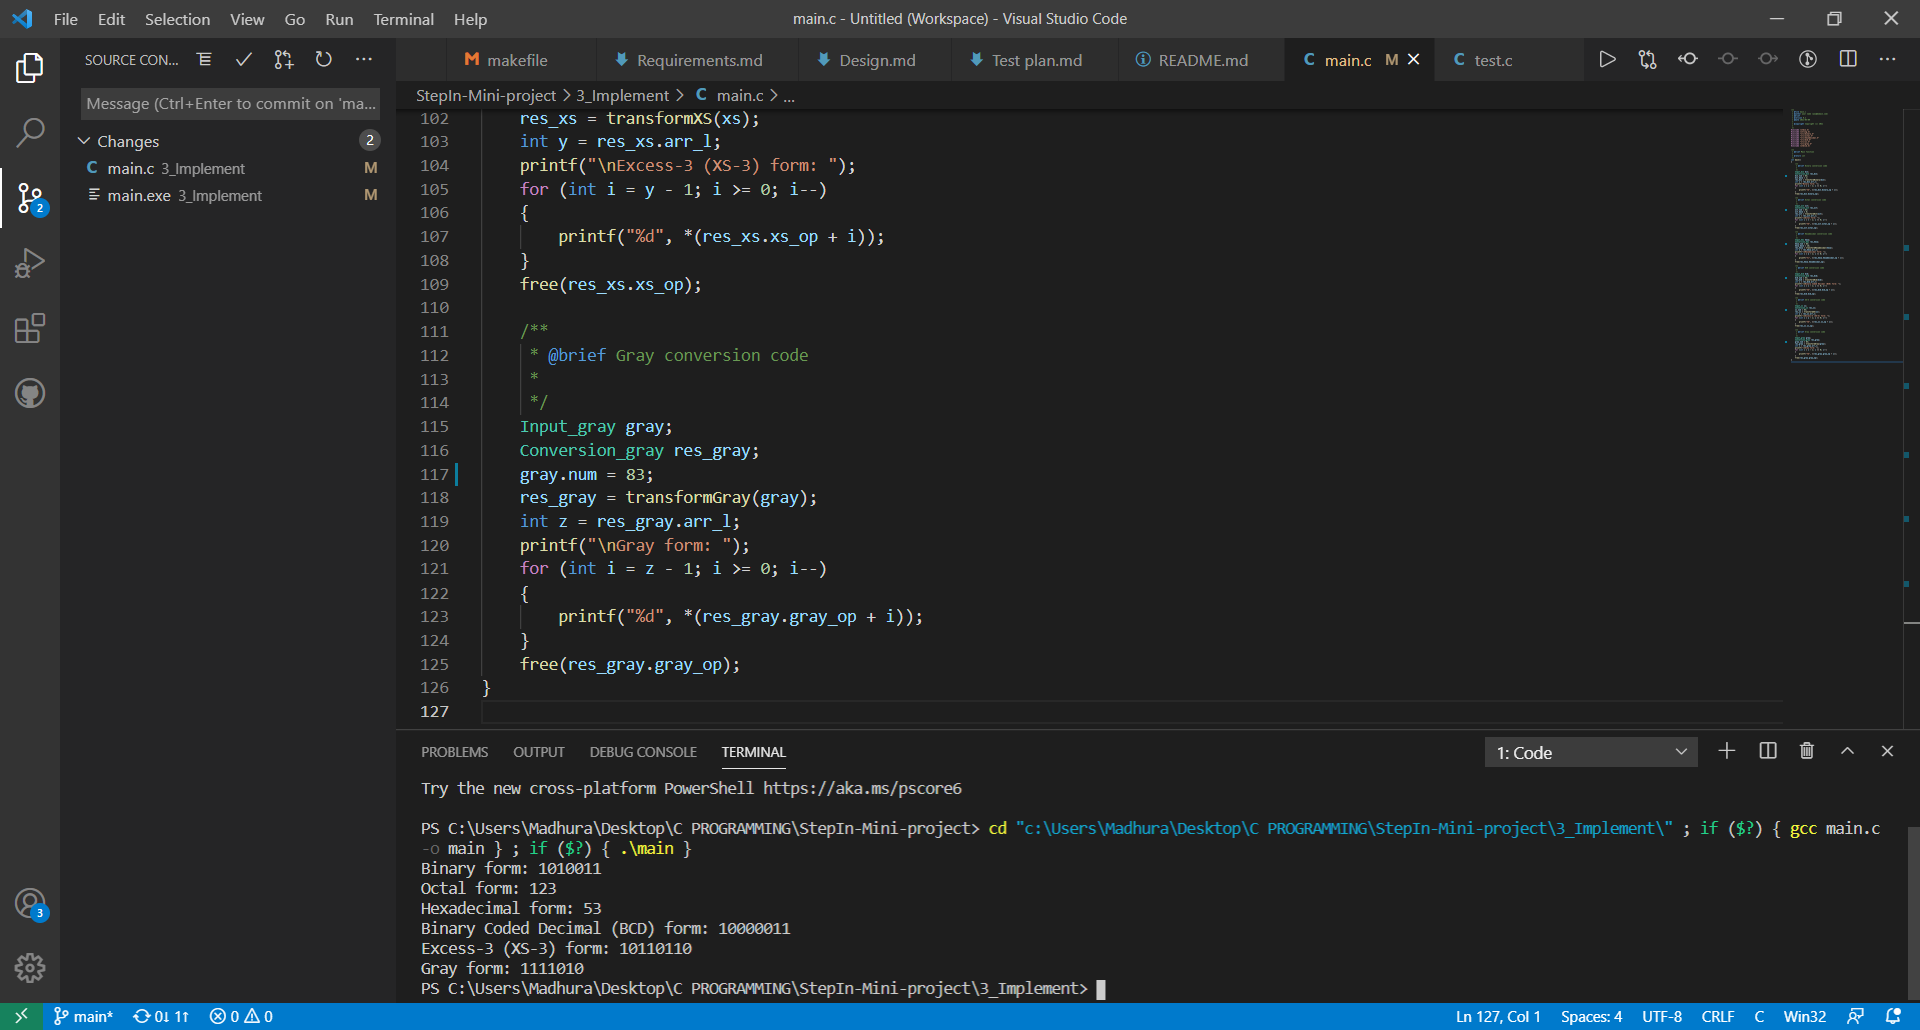 File Edit Selection View Go Run Terminal Help
main.c - Untitled (Workspace) - Visual Studio Code
SOURCE CON...
makefile
Requirements.md
Design.md
Test plan.md
README.md
main.c M
test.c
Message (Ctrl+Enter to commit on 'ma...
Changes 2
main.c 3_Implement M
main.exe 3_Implement M
2
3
StepIn-Mini-project > 3_Implement > C main.c > ...
102 res_xs = transformXS(xs);
103 int y = res_xs.arr_l;
104 printf("\nExcess-3 (XS-3) form: ");
105 for (int i = y - 1; i >= 0; i--)
106 {
107 printf("%d", *(res_xs.xs_op + i));
108 }
109 free(res_xs.xs_op);
110
111 /**
112 * @brief Gray conversion code
113 *
114 */
115 Input_gray gray;
116 Conversion_gray res_gray;
117 gray.num = 83;
118 res_gray = transformGray(gray);
119 int z = res_gray.arr_l;
120 printf("\nGray form: ");
121 for (int i = z - 1; i >= 0; i--)
122 {
123 printf("%d", *(res_gray.gray_op + i));
124 }
125 free(res_gray.gray_op);
126 }
127
PROBLEMS OUTPUT DEBUG CONSOLE TERMINAL
1: Code
Try the new cross-platform PowerShell https://aka.ms/pscore6
PS C:\Users\Madhura\Desktop\C PROGRAMMING\StepIn-Mini-project> cd "c:\Users\Madhura\Desktop\C PROGRAMMING\StepIn-Mini-project\3_Implement\" ; if ($?) { gcc main.c
-o main } ; if ($?) { .\main }
Binary form: 1010011
Octal form: 123
Hexadecimal form: 53
Binary Coded Decimal (BCD) form: 10000011
Excess-3 (XS-3) form: 10110110
Gray form: 1111010
PS C:\Users\Madhura\Desktop\C PROGRAMMING\StepIn-Mini-project\3_Implement>
main* 0↓ 1↑ 0 0
Ln 127, Col 1 Spaces: 4 UTF-8 CRLF C Win32